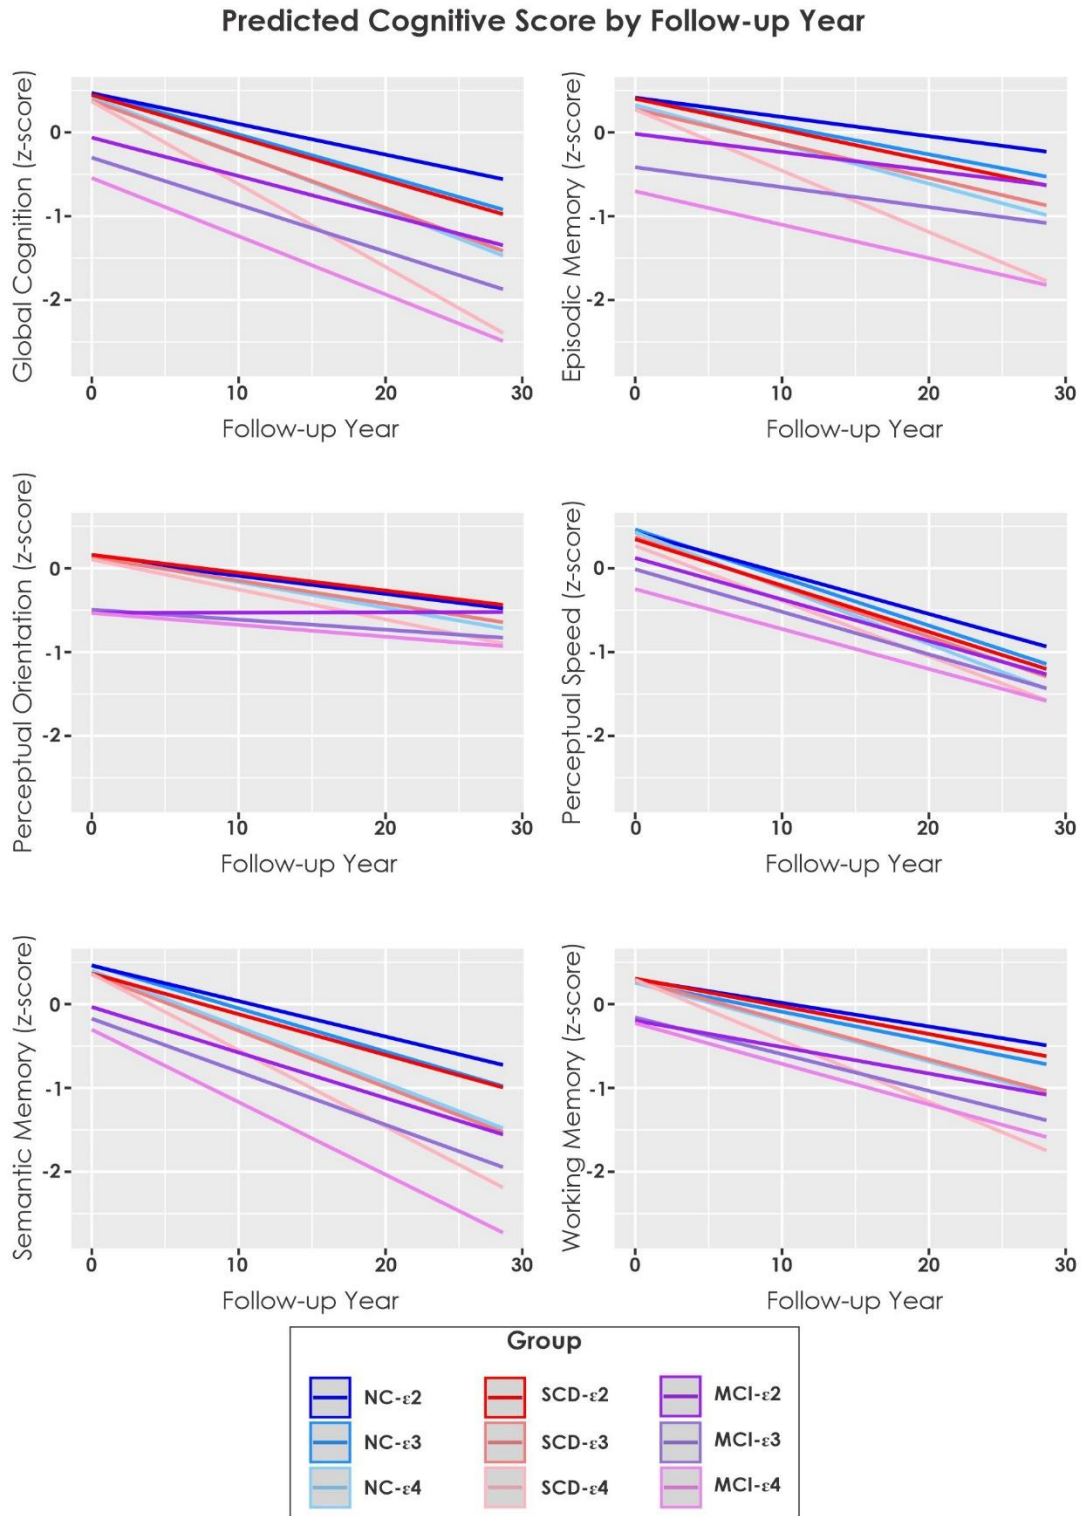 Predicted Cognitive Score by Follow-up Year
Global Cognition (z-score)
0
-1
-2
0 10 20 30
Follow-up Year
Episodic Memory (z-score)
0
-1
-2
0 10 20 30
Follow-up Year
Perceptual Orientation (z-score)
0
-1
-2
0 10 20 30
Follow-up Year
Perceptual Speed (z-score)
0
-1
-2
0 10 20 30
Follow-up Year
Semantic Memory (z-score)
0
-1
-2
0 10 20 30
Follow-up Year
Working Memory (z-score)
0
-1
-2
0 10 20 30
Follow-up Year
Group
NC-ε2 SCD-ε2 MCI-ε2
NC-ε3 SCD-ε3 MCI-ε3
NC-ε4 SCD-ε4 MCI-ε4